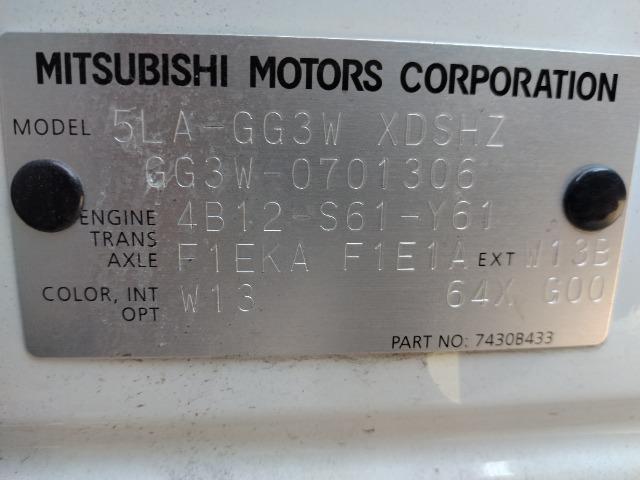 MITSUBISHI MOTORS CORPORATION
MODEL 5LA-GG3W XDSHZ
GG3W-0701306
ENGINE 4B12-S61-Y61
TRANS
AXLE F1EKA F1E1A EXT W13B
COLOR, INT W13 64X G00
OPT
PART NO: 7430B433